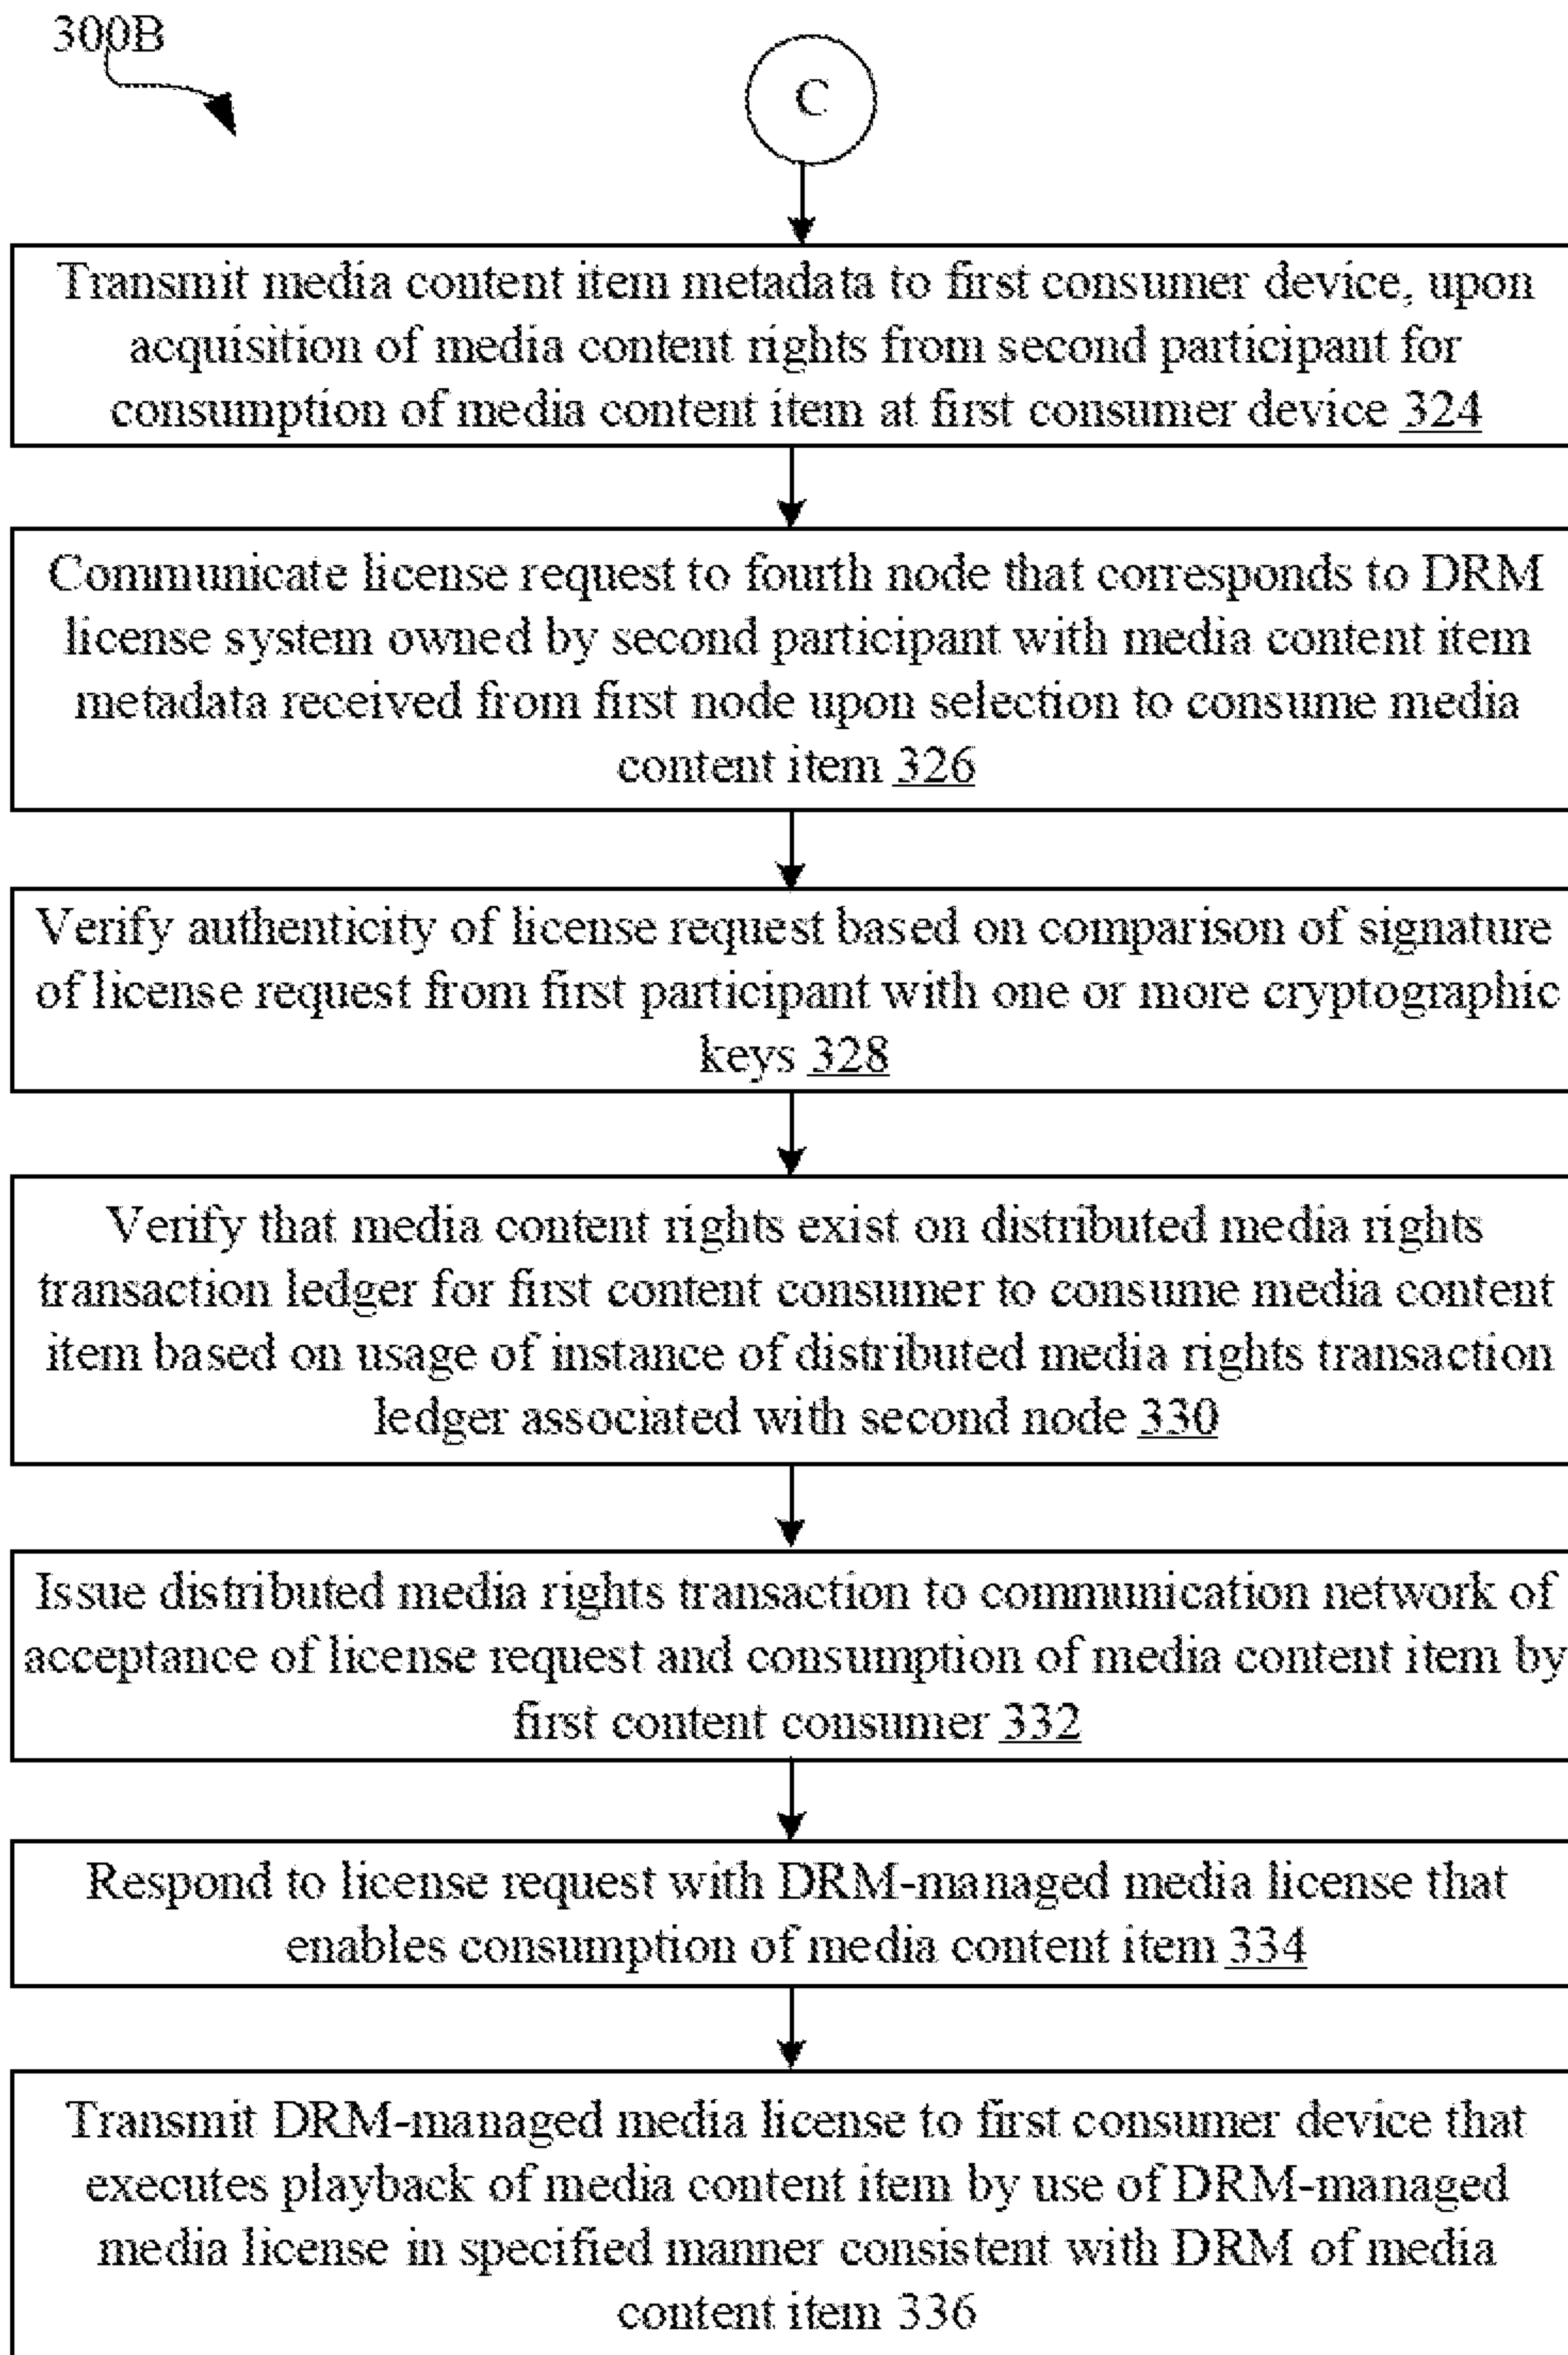 300B
C
Transmit media content item metadata to first consumer device, upon
acquisition of media content rights from second participant for
consumption of media content item at first consumer device 324
Communicate license request to fourth node that corresponds to DRM
license system owned by second participant with media content item
metadata received from first node upon selection to consume media
content item 326
Verify authenticity of license request based on comparison of signature
of license request from first participant with one or more cryptographic
keys 328
Verify that media content rights exist on distributed media rights
transaction ledger for first content consumer to consume media content
item based on usage of instance of distributed media rights transaction
ledger associated with second node 330
Issue distributed media rights transaction to communication network of
acceptance of license request and consumption of media content item by
first content consumer 332
Respond to license request with DRM-managed media license that
enables consumption of media content item 334
Transmit DRM-managed media license to first consumer device that
executes playback of media content item by use of DRM-managed
media license in specified manner consistent with DRM of media
content item 336